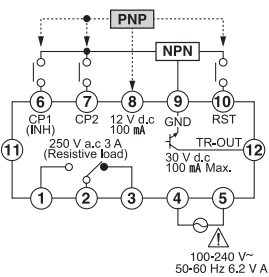 PNP
NPN
6 7 8 9 10
CP1 CP2 12 V d.c GND RST
(INH) 100 mA
250 V a.c 3 A TR-OUT
(Resistive load) 30 V d.c
100 mA Max.
11 12
1 2 3 4 5
100-240 V~
50-60 Hz 6.2 V A